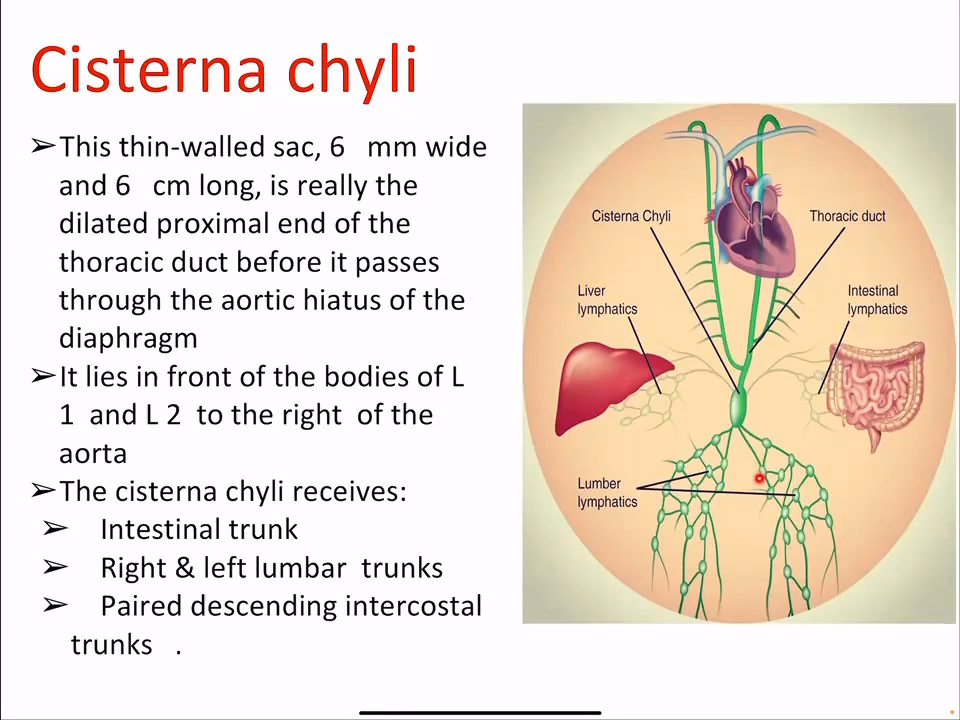 Cisterna chyli
➢This thin-walled sac, 6 mm wide
and 6 cm long, is really the
dilated proximal end of the
thoracic duct before it passes
through the aortic hiatus of the
diaphragm
➢It lies in front of the bodies of L
1 and L 2 to the right of the
aorta
➢The cisterna chyli receives:
➢ Intestinal trunk
➢ Right & left lumbar trunks
➢ Paired descending intercostal
trunks .
Cisterna Chyli
Thoracic duct
Liver
lymphatics
Intestinal
lymphatics
Lumber
lymphatics